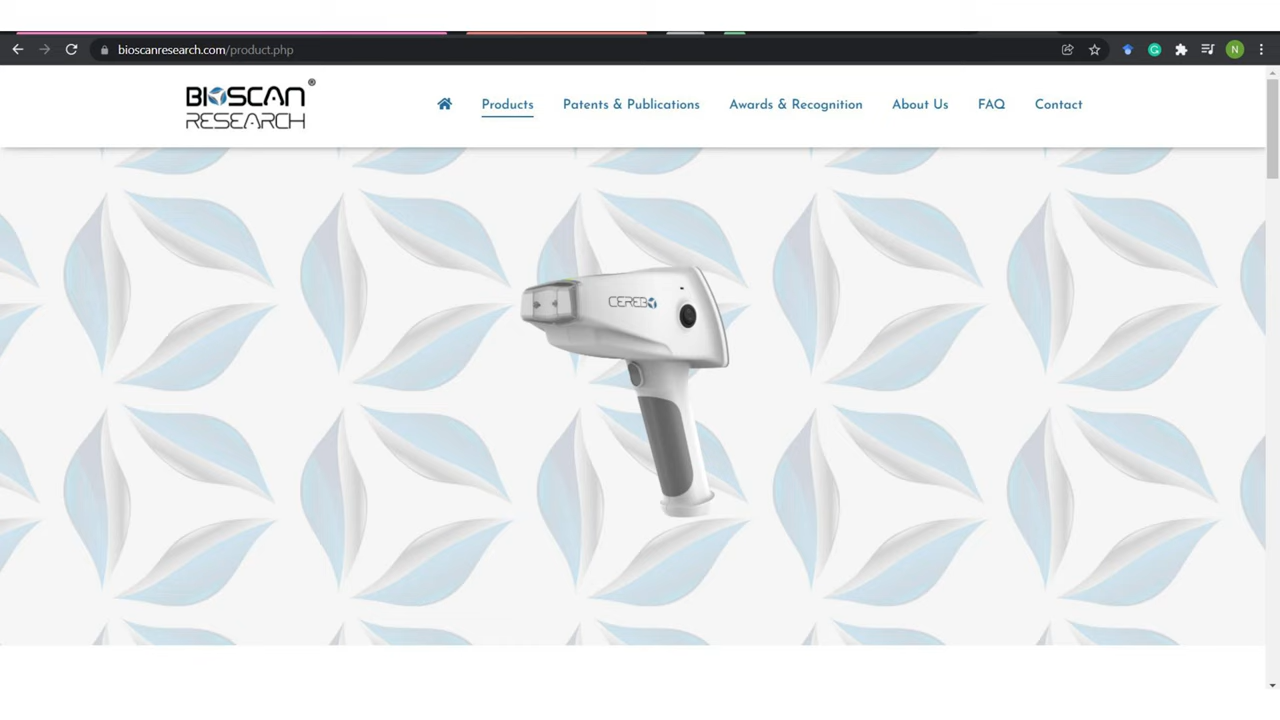 bioscanresearch.com/product.php
N
BIOSCAN®
RESEARCH
Products
Patents & Publications
Awards & Recognition
About Us
FAQ
Contact
CEREBO